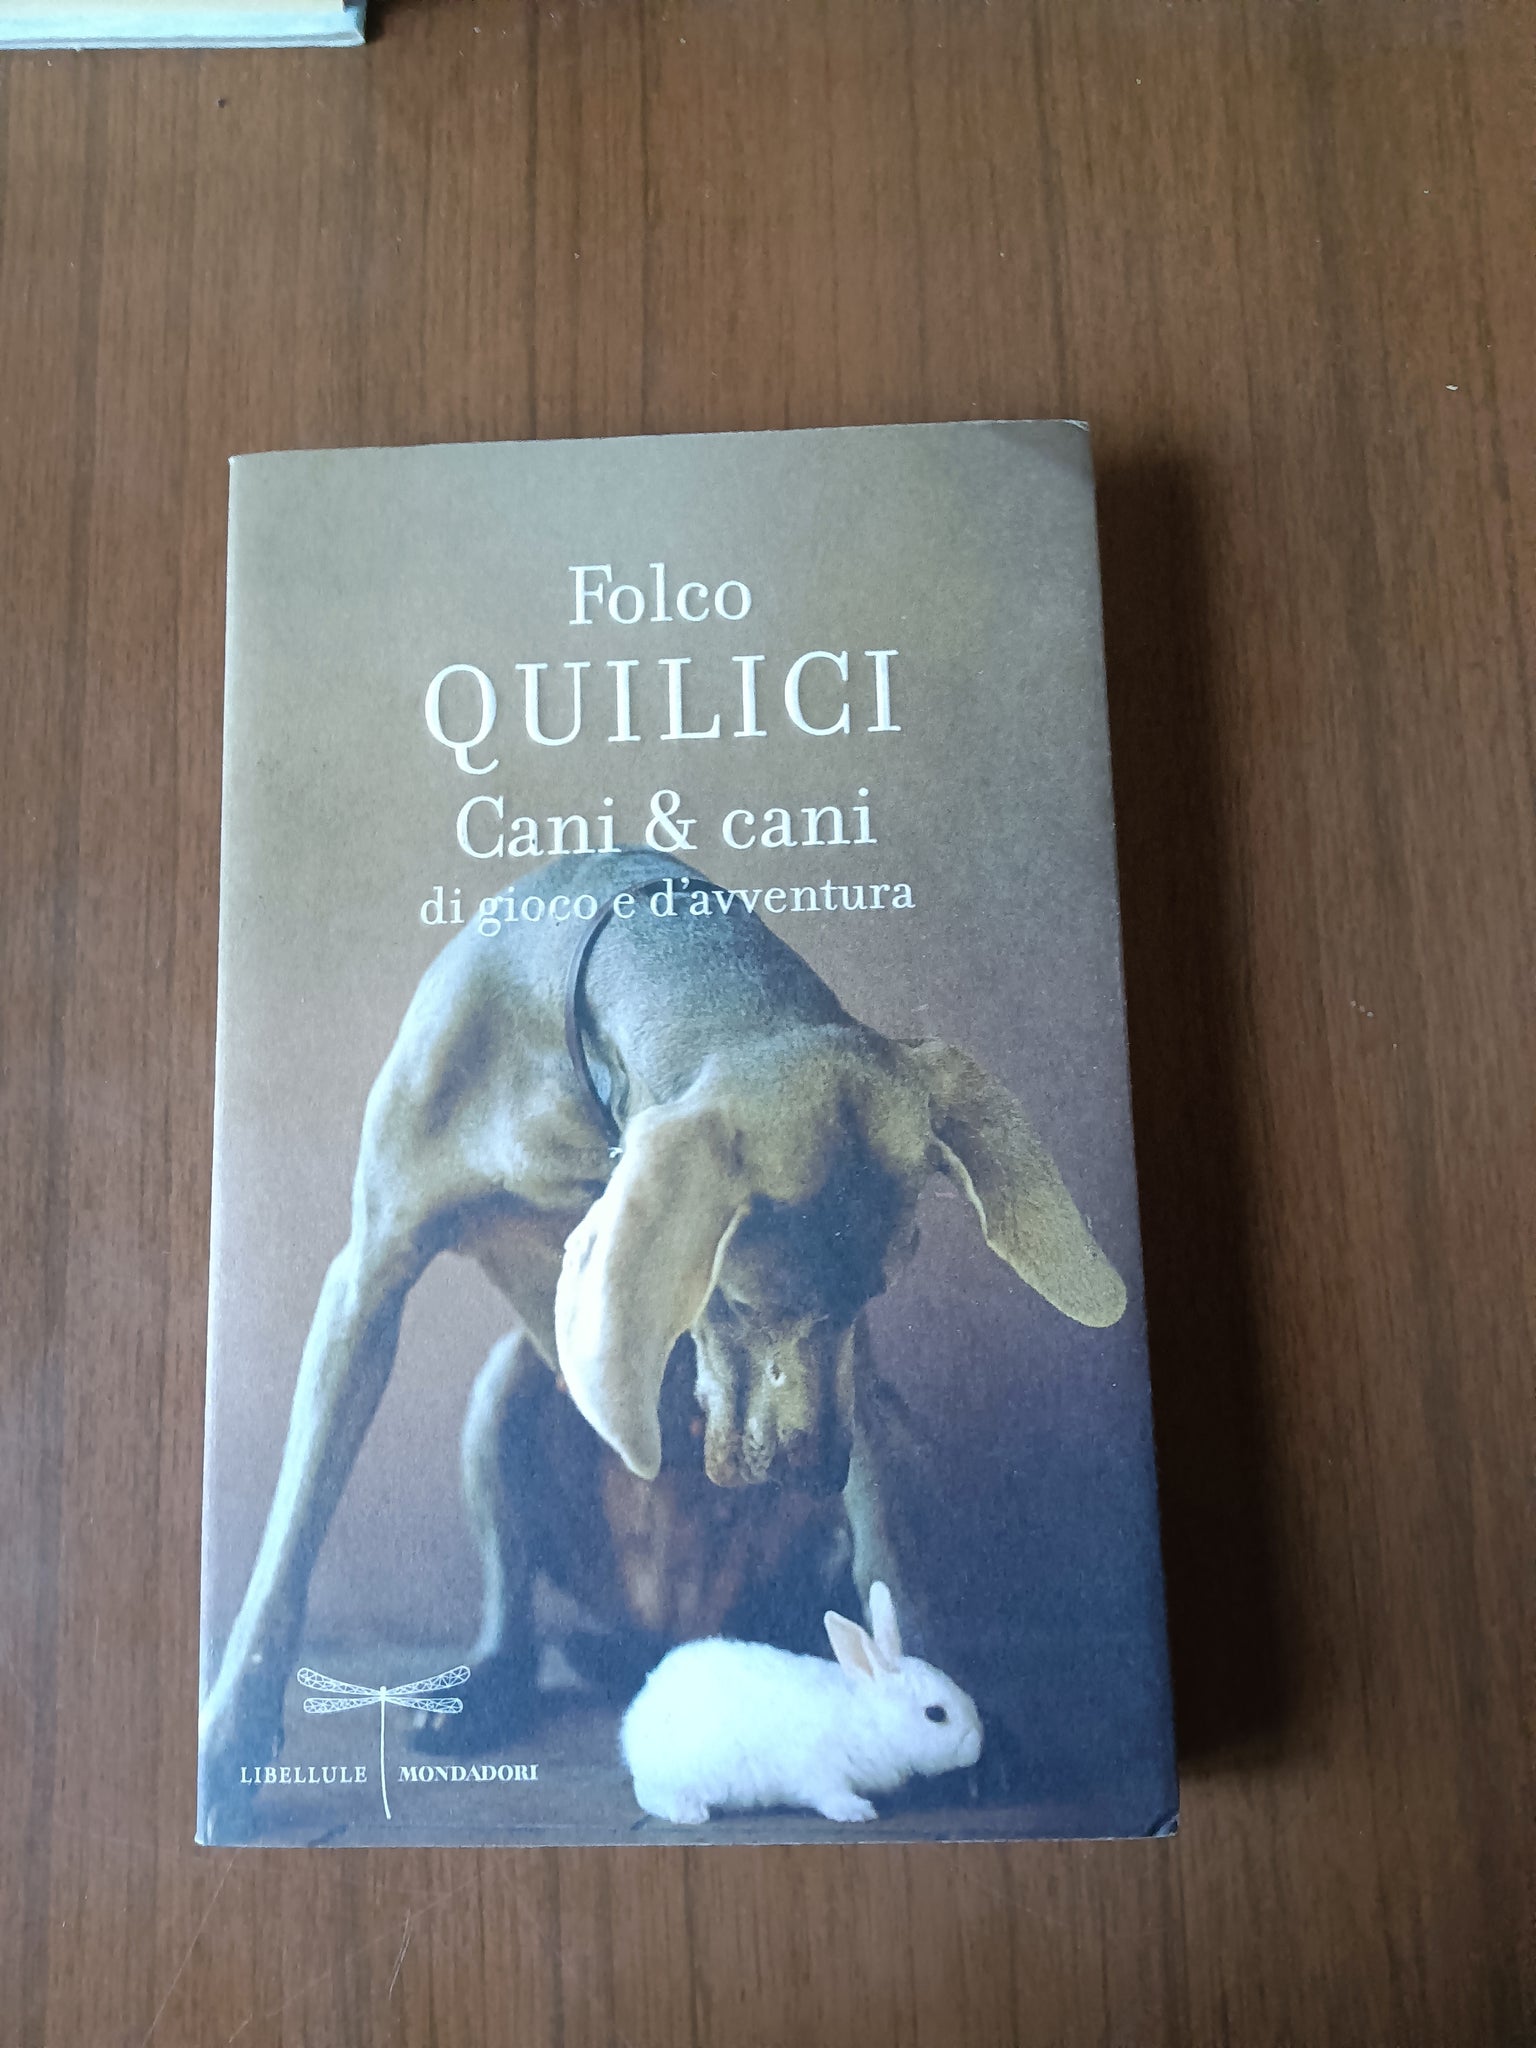 Folco
QUILICI
Cani & cani
di gioco e d'avventura
LIBELLULE MONDADORI